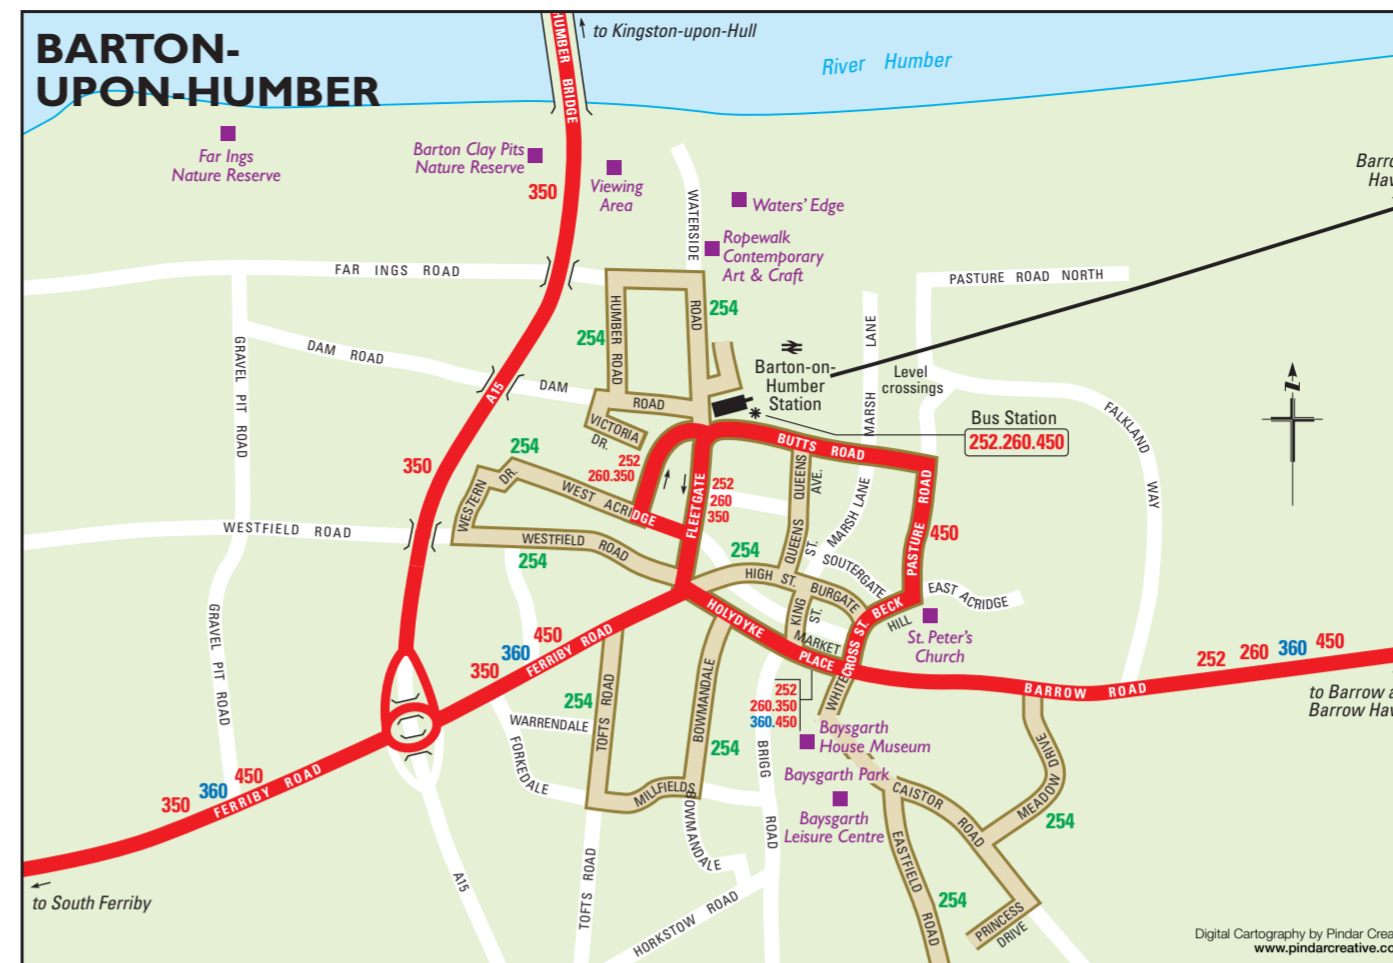 BARTON-
UPON-HUMBER
HUMBER BRIDGE
to Kingston-upon-Hull
River Humber
Far Ings
Nature Reserve
Barton Clay Pits
Nature Reserve
350
Viewing
Area
WATERSIDE
Waters' Edge
Ropewalk
Contemporary
Art & Craft
Barro
Hav
FAR INGS ROAD
PASTURE ROAD NORTH
HUMBER ROAD
ROAD
254
254
GRAVEL PIT ROAD
DAM ROAD
A15
DAM
ROAD
Barton-on-
Humber
Station
MARSH LANE
Level
crossings
FALKLAND
WAY
Bus Station
252.260.450
VICTORIA
DR.
BUTTS ROAD
254
252
260.350
350
WESTERN
DR.
WEST ACRIDGE
FLEETGATE
252
260
350
QUEENS
AVE.
MARSH LANE
PASTURE ROAD
450
WESTFIELD ROAD
WESTFIELD ROAD
254
254
QUEENS
ST.
SOUTERGATE
HIGH ST.
BURGATE
EAST ACRIDGE
BECK
HILL
St. Peter's
Church
HOLYDYKE
KING
ST.
MARKET
PLACE
CROSS ST.
WHITE
GRAVEL PIT ROAD
350
360
450
FERRIBY ROAD
252
260
360
450
BARROW ROAD
to Barrow a
Barrow Hav
254
TOFTS ROAD
BOWMANDALE
252
260.350
360.450
WARRENDALE
FORKEDALE
254
BRIGG
ROAD
Baysgarth
House Museum
Baysgarth Park
Baysgarth
Leisure Centre
CAISTOR
ROAD
MEADOW DRIVE
254
350
360
450
FERRIBY ROAD
MILLFIELDS
BOWMANDALE
to South Ferriby
A15
TOFTS ROAD
HORKSTOW ROAD
EASTFIELD ROAD
254
PRINCESS
DRIVE
Digital Cartography by Pindar Crea
www.pindarcreative.co